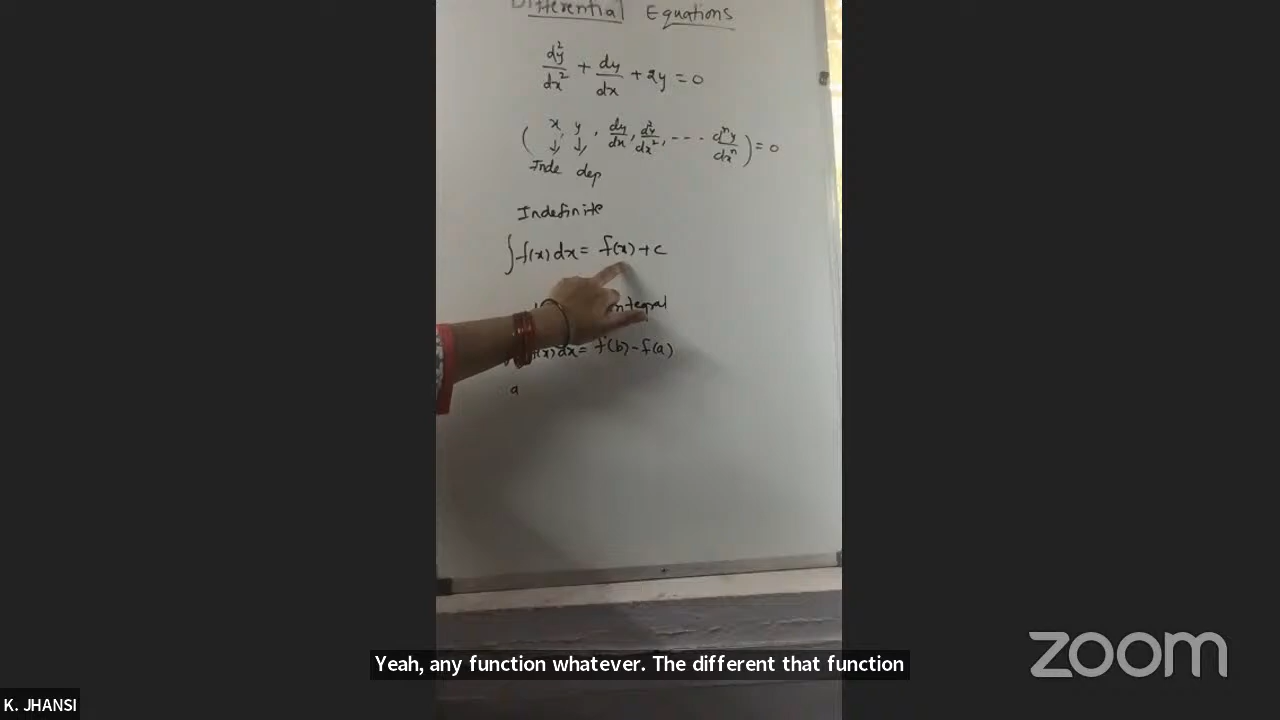 Differential Equations
d²y/dx² + dy/dx + 2y = 0
( x, y, dy/dx, d²y/dx², --- dⁿy/dxⁿ ) = 0
Inde dep
Indefinite
∫ f(x) dx = f(x) + c
integral
f(x) dx = f(b) - f(a)
a
Yeah, any function whatever. The different that function
zoom
K. JHANSI